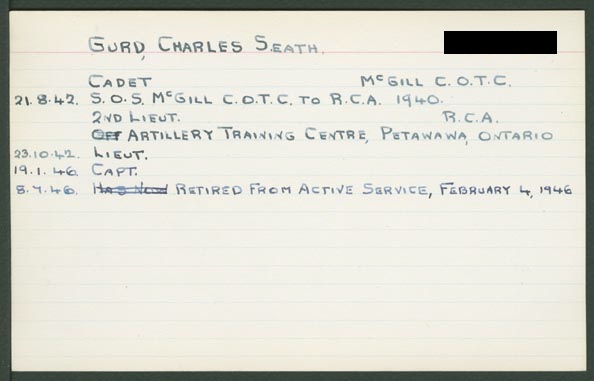 GURD, CHARLES SEATH.
CADET McGILL C.O.T.C.
21.8.42. S.O.S. McGILL C.O.T.C. TO R.C.A. 1940.
2ND LIEUT. R.C.A.
OFF ARTILLERY TRAINING CENTRE, PETAWAWA, ONTARIO
23.10.42. LIEUT.
19.1.46. CAPT.
8.7.46. HAS NOW RETIRED FROM ACTIVE SERVICE, FEBRUARY 4, 1946